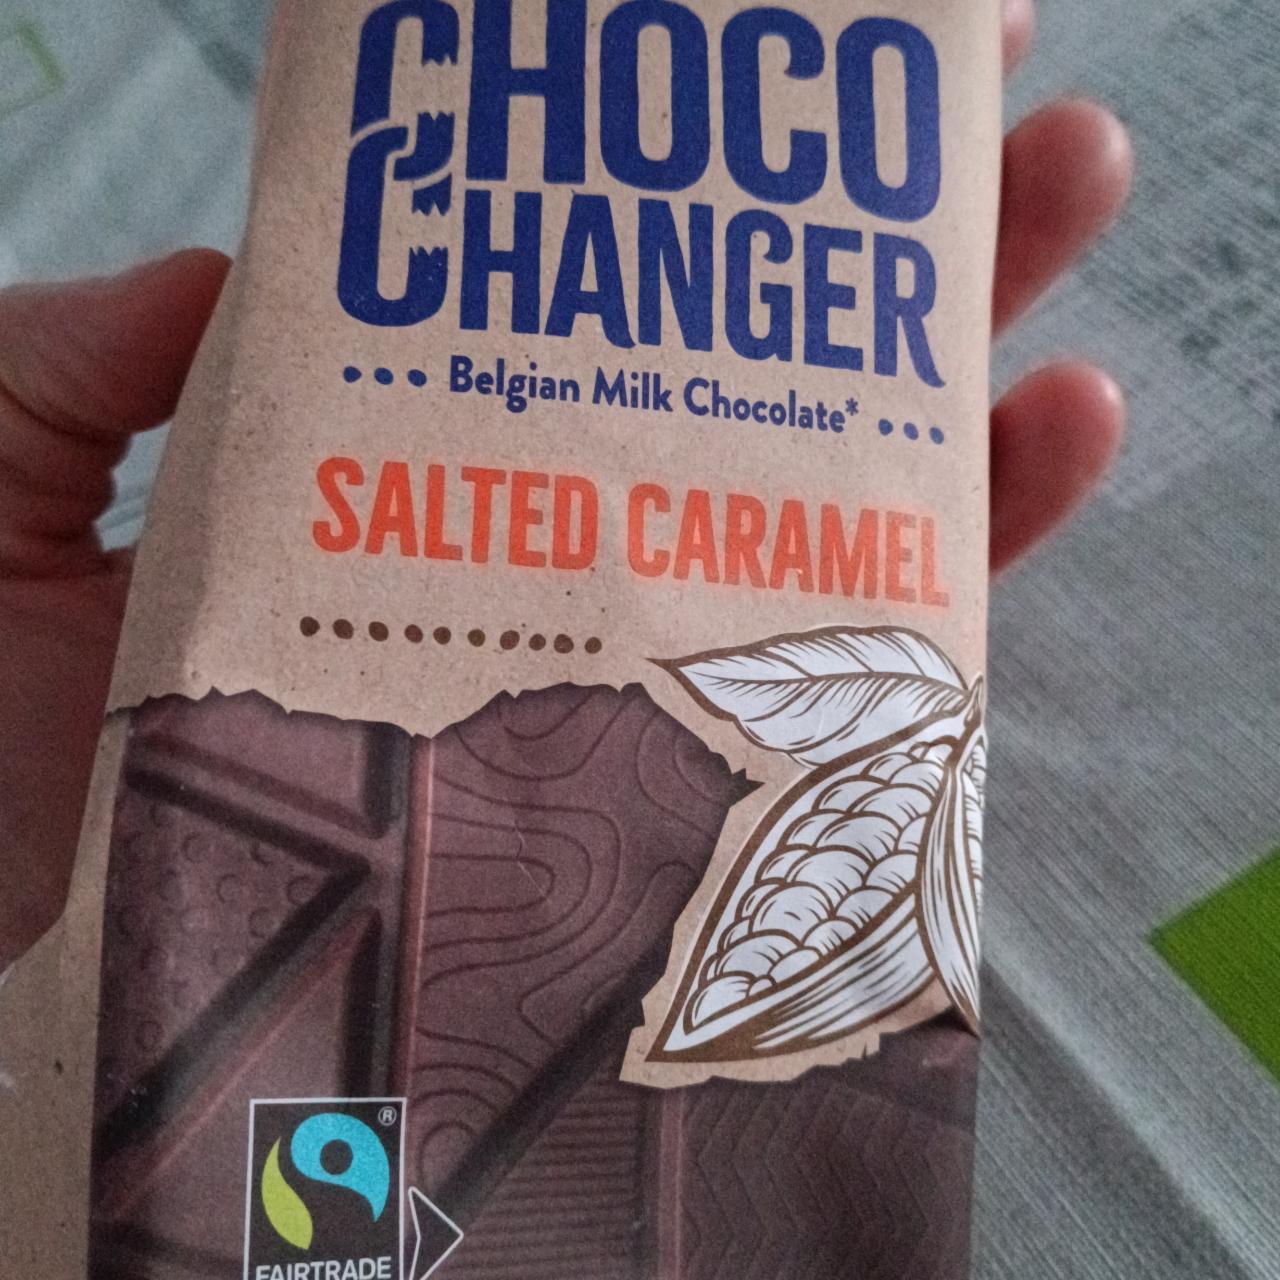 CHOCO
CHANGER
Belgian Milk Chocolate*
SALTED CARAMEL
®
FAIRTRADE